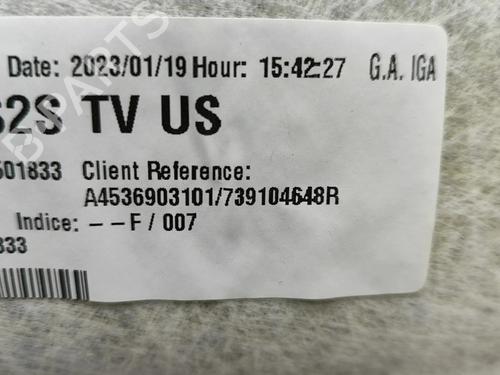 Date: 2023/01/19 Hour: 15:42:27 G.A. IGA
S2S TV US
501833 Client Reference:
A4536903101/739104648R
Indice: – – F / 007
833
B PARTS